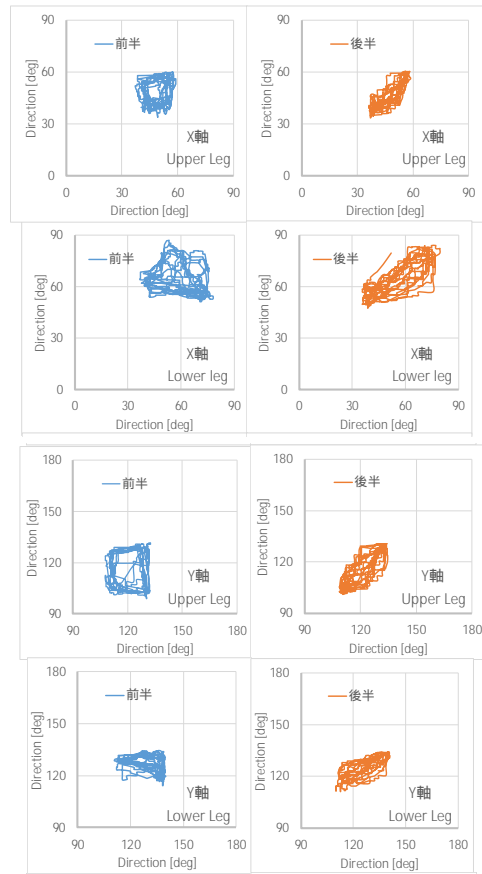 90
前半
60
Direction [deg]
30
X軸
Upper Leg
0
0 30 60 90
Direction [deg]
90
後半
60
Direction [deg]
30
X軸
Upper Leg
0
0 30 60 90
Direction [deg]
90
前半
60
Direction [deg]
30
X軸
Lower leg
0
0 30 60 90
Direction [deg]
90
後半
60
Direction [deg]
30
X軸
Lower leg
0
0 30 60 90
Direction [deg]
180
前半
150
Direction [deg]
120
Y軸
Upper Leg
90
90 120 150 180
Direction [deg]
180
後半
150
Direction [deg]
120
Y軸
Upper Leg
90
90 120 150 180
Direction [deg]
180
前半
150
Direction [deg]
120
Y軸
Lower Leg
90
90 120 150 180
Direction [deg]
180
後半
150
Direction [deg]
120
Y軸
Lower Leg
90
90 120 150 180
Direction [deg]